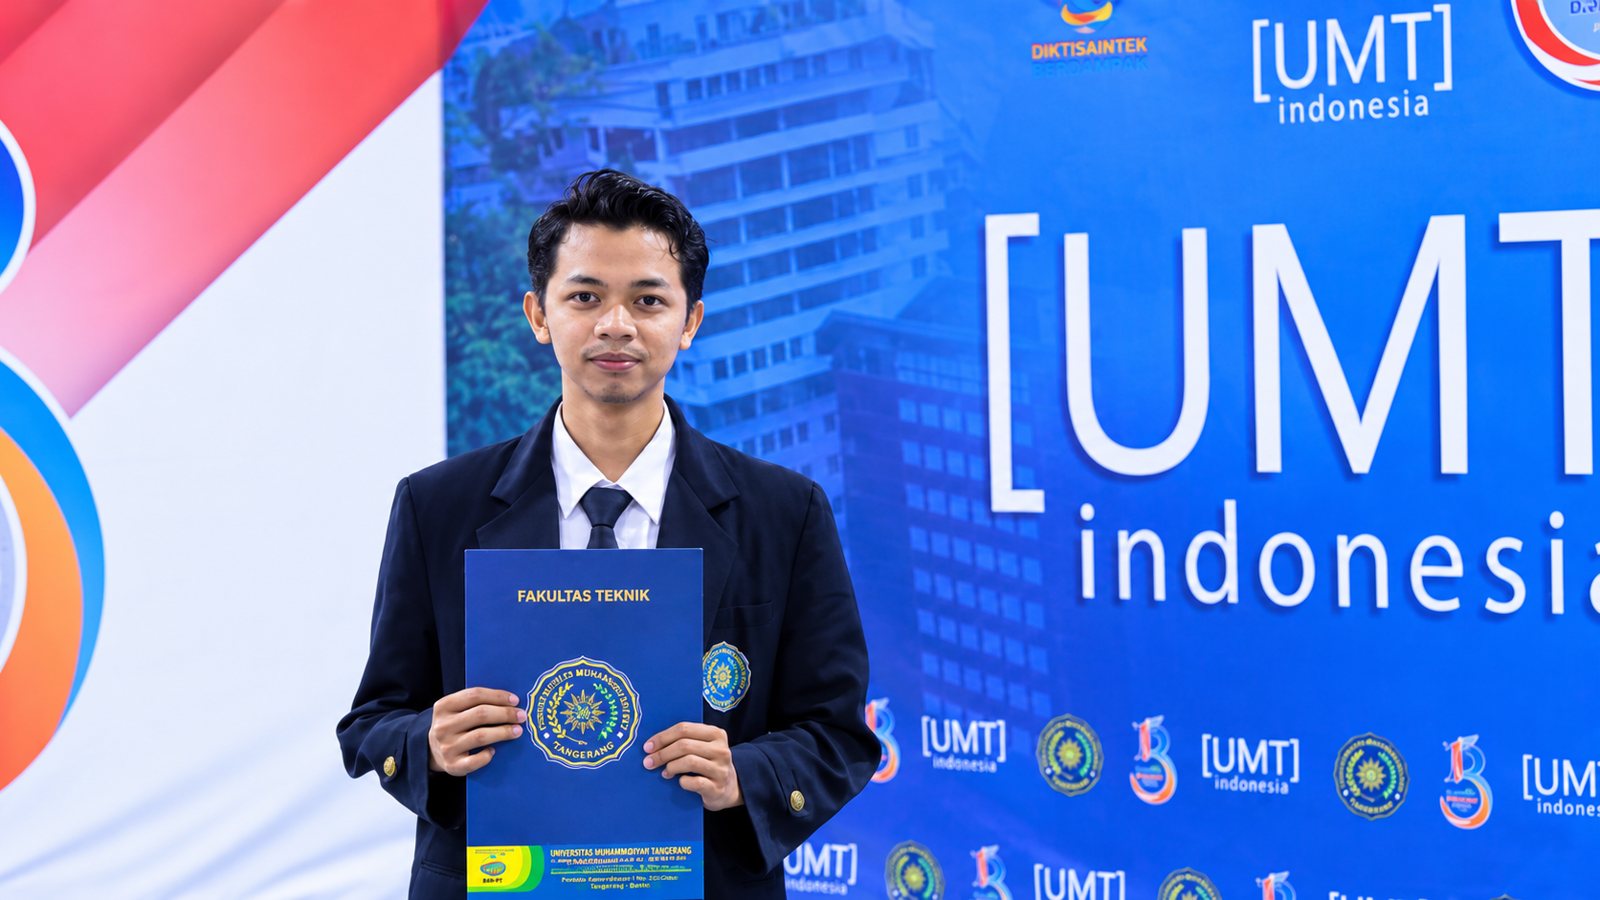 DIKTISAINTEK
BERDAMPAK
[UMT]
indonesia
[UMT
indonesia
FAKULTAS TEKNIK
TANGERANG
UNIVERSITAS MUHAMMADIYAH TANGERANG
Tangerang - Banten
[UMT]
indonesia
[UMT]
indonesia
[UMT
indonesia
UMT]
indonesia
[UMT]